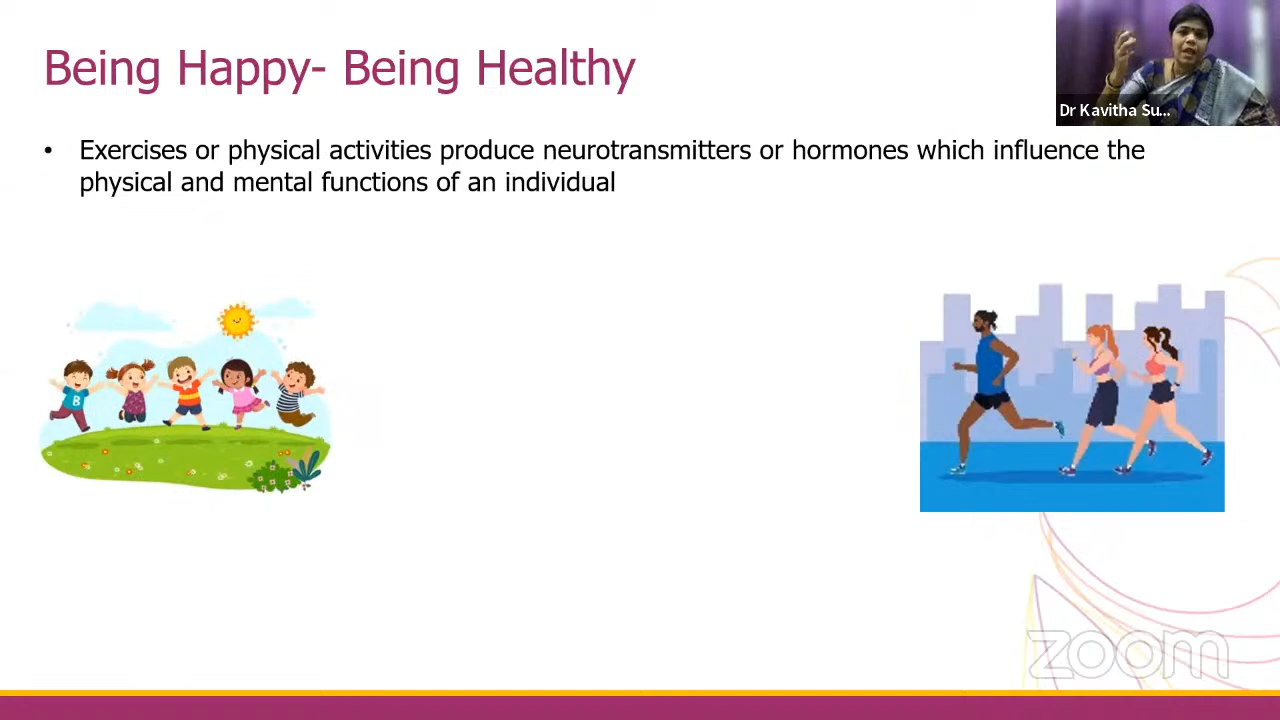 Being Happy- Being Healthy
Dr Kavitha Su...
• Exercises or physical activities produce neurotransmitters or hormones which influence the
physical and mental functions of an individual
B
zoom